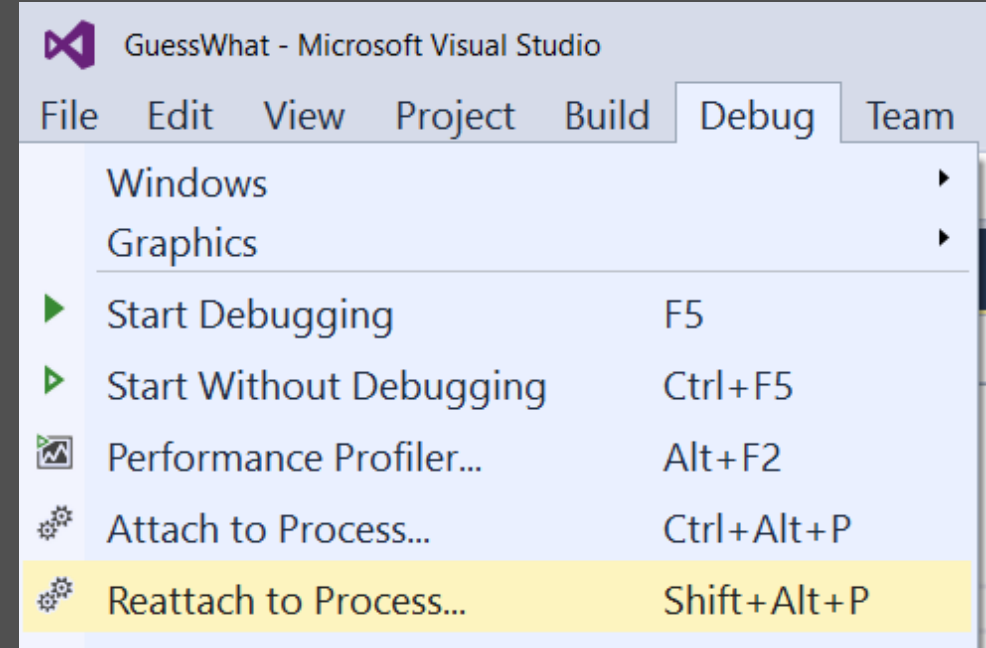 GuessWhat - Microsoft Visual Studio
File Edit View Project Build Debug Team
Windows
Graphics
Start Debugging F5
Start Without Debugging Ctrl+F5
Performance Profiler... Alt+F2
Attach to Process... Ctrl+Alt+P
Reattach to Process... Shift+Alt+P